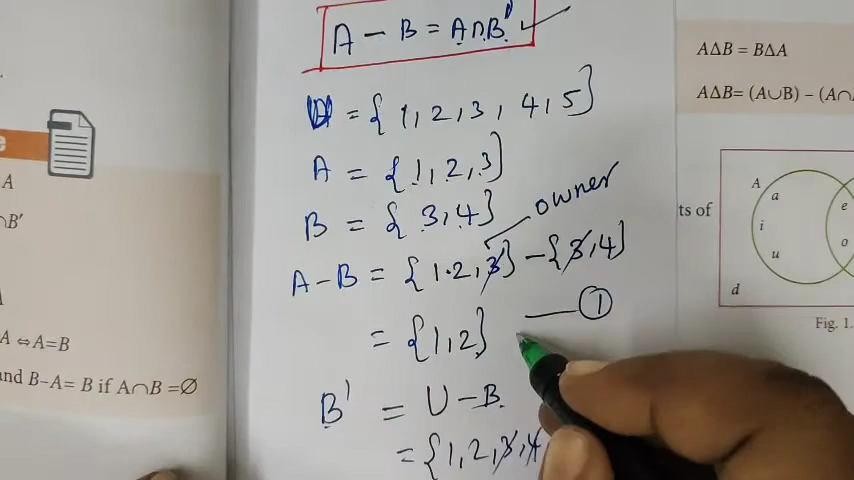 A
∩B'
A ⇔ A=B
and B–A= B if A∩B =∅
A - B = A∩B'
= {1,2,3, 4,5}
A = {1,2,3}
B = {3,4}
owner
A-B = {1.2,3} - {3,4}
= {1,2} —— ①
B' = U - B
= {1,2,3,4
AΔB = BΔA
AΔB= (A∪B) – (A∩
ts of
A
a
e
i
o
u
d
Fig. 1.